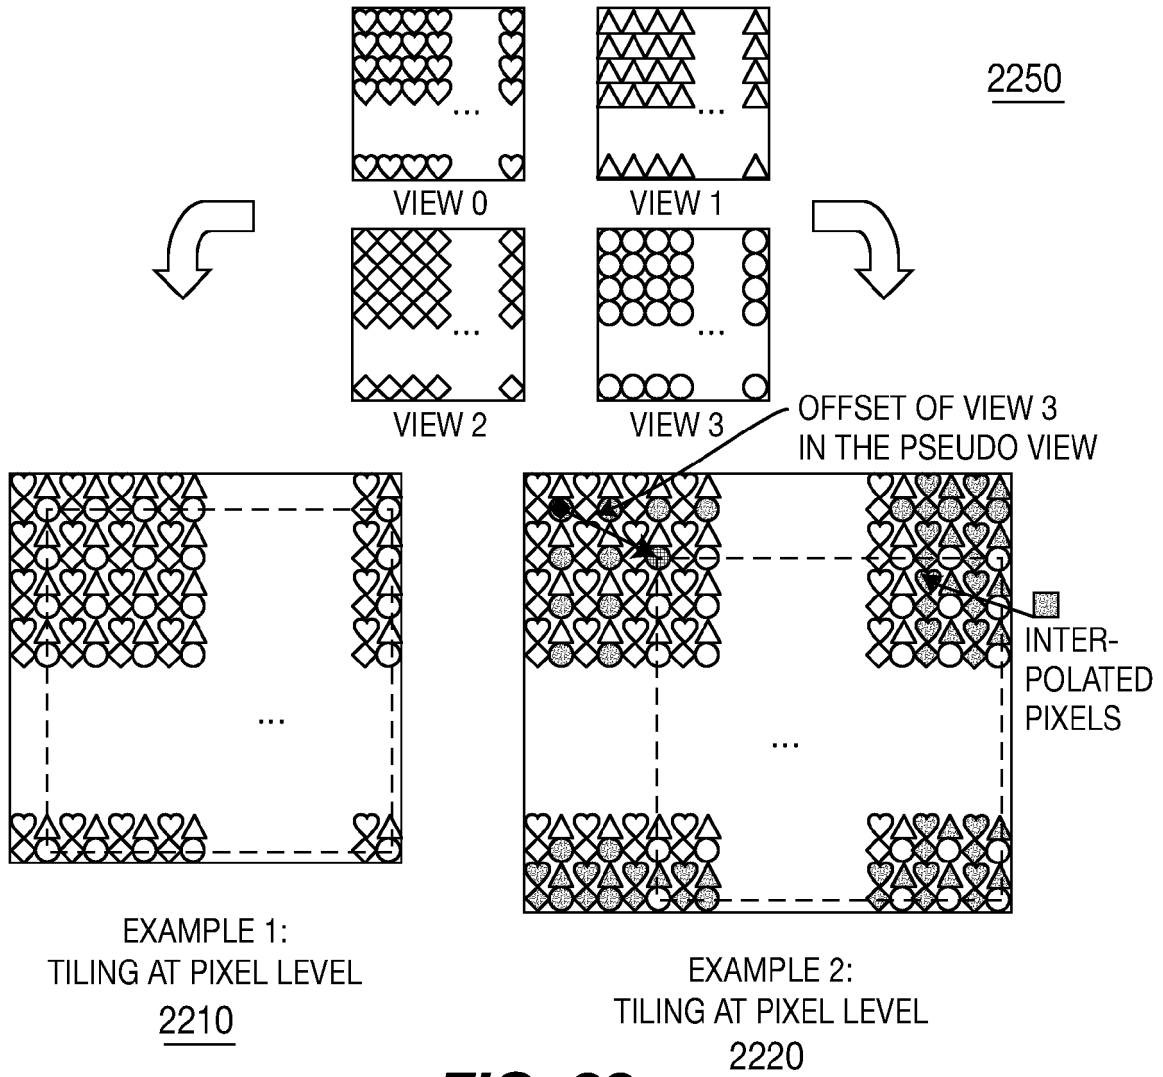 2250
...
...
VIEW 0
VIEW 1
...
...
VIEW 2
VIEW 3
OFFSET OF VIEW 3
IN THE PSEUDO VIEW
INTER-
POLATED
PIXELS
...
...
EXAMPLE 1:
TILING AT PIXEL LEVEL
2210
EXAMPLE 2:
TILING AT PIXEL LEVEL
2220